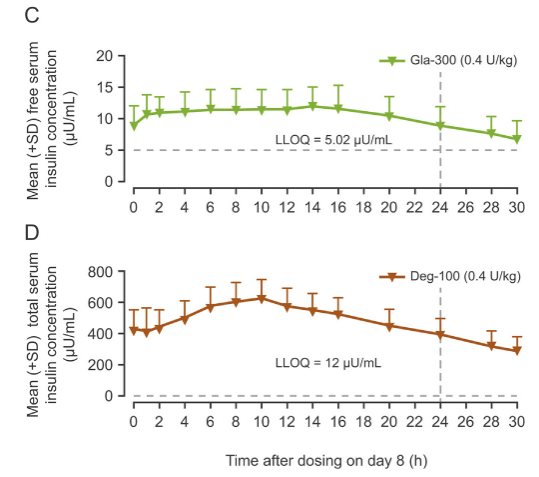 C
Mean (+SD) free serum
insulin concentration
(µU/mL)
20
15
10
5
0
Gla-300 (0.4 U/kg)
LLOQ = 5.02 µU/mL
0 2 4 6 8 10 12 14 16 18 20 22 24 26 28 30
D
Mean (+SD) total serum
insulin concentration
(µU/mL)
800
600
400
200
0
Deg-100 (0.4 U/kg)
LLOQ = 12 µU/mL
0 2 4 6 8 10 12 14 16 18 20 22 24 26 28 30
Time after dosing on day 8 (h)